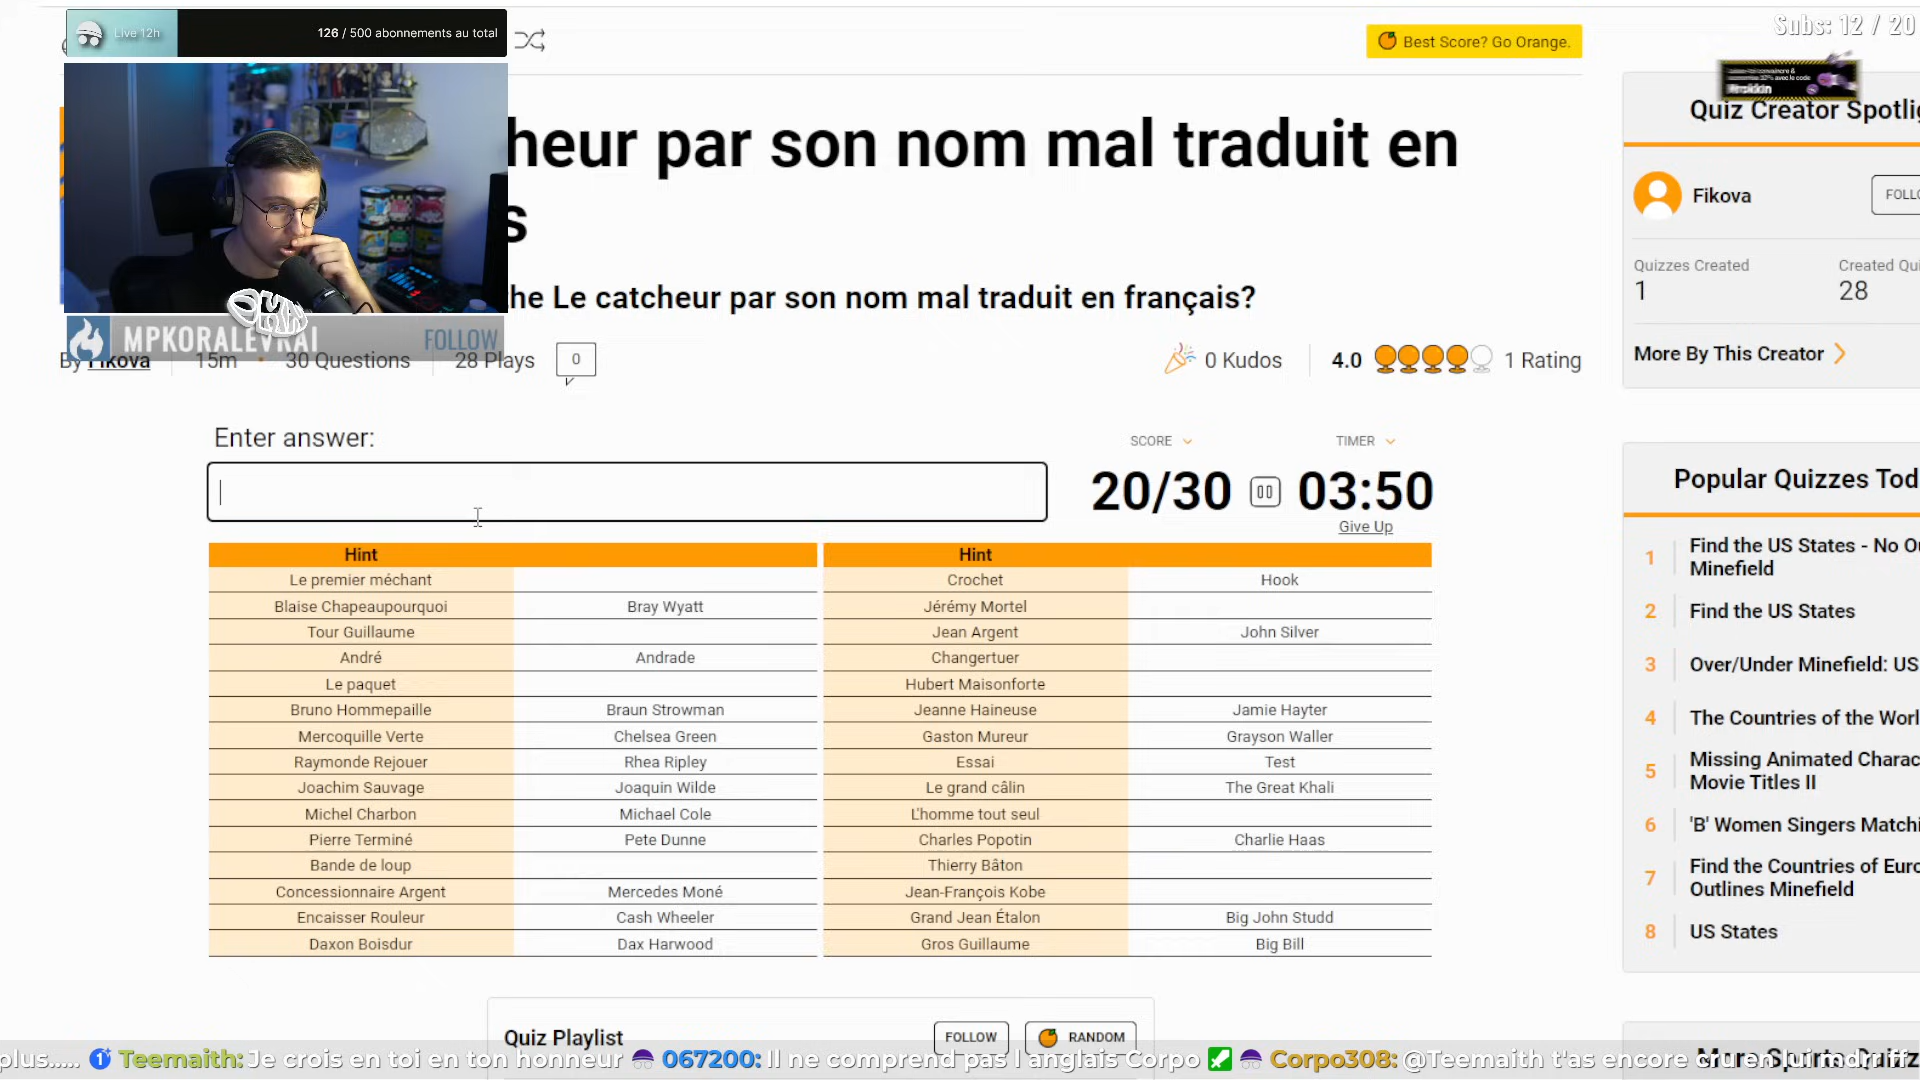 Live 12h
126 / 500 abonnements au total
Best Score? Go Orange.
Subs: 12 / 20
cheur par son nom mal traduit en
s
he Le catcheur par son nom mal traduit en français?
MPKORALEVRAI
FOLLOW
By Fikova
15m
30 Questions
28 Plays
0
0 Kudos
4.0
1 Rating
Quiz Creator Spotlig
Fikova
FOLLO
Quizzes Created
1
Created Qui
28
More By This Creator
Enter answer:
SCORE
20/30
TIMER
03:50
Give Up
Hint
Le premier méchant
Blaise Chapeaupourquoi Bray Wyatt
Tour Guillaume
André Andrade
Le paquet
Bruno Hommepaille Braun Strowman
Mercoquille Verte Chelsea Green
Raymonde Rejouer Rhea Ripley
Joachim Sauvage Joaquin Wilde
Michel Charbon Michael Cole
Pierre Terminé Pete Dunne
Bande de loup
Concessionnaire Argent Mercedes Moné
Encaisser Rouleur Cash Wheeler
Daxon Boisdur Dax Harwood
Hint
Crochet Hook
Jérémy Mortel
Jean Argent John Silver
Changertuer
Hubert Maisonforte
Jeanne Haineuse Jamie Hayter
Gaston Mureur Grayson Waller
Essai Test
Le grand câlin The Great Khali
L'homme tout seul
Charles Popotin Charlie Haas
Thierry Bâton
Jean-François Kobe
Grand Jean Étalon Big John Studd
Gros Guillaume Big Bill
Popular Quizzes Tod
1 Find the US States - No Ou
Minefield
2 Find the US States
3 Over/Under Minefield: US
4 The Countries of the Worl
5 Missing Animated Charac
Movie Titles II
6 'B' Women Singers Matchi
7 Find the Countries of Euro
Outlines Minefield
8 US States
Quiz Playlist
FOLLOW
RANDOM
plus..... Teemaith: Je crois en toi en ton honneur 067200: Il ne comprend pas l anglais Corpo Corpo308: @Teemaith t'as encore cru en lui